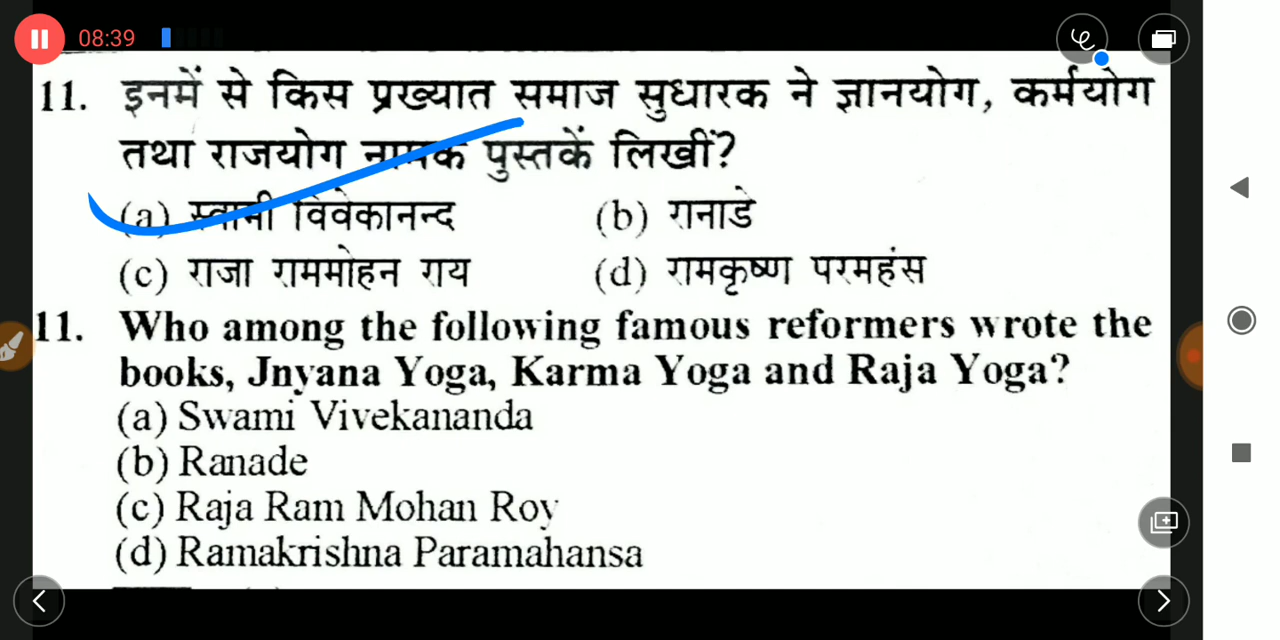 08:39
11. इनमें से किस प्रख्यात समाज सुधारक ने ज्ञानयोग, कर्मयोग
तथा राजयोग नामक पुस्तकें लिखीं?
(a) स्वामी विवेकानन्द (b) रानाडे
(c) राजा राममोहन राय (d) रामकृष्ण परमहंस
11. Who among the following famous reformers wrote the
books, Jnyana Yoga, Karma Yoga and Raja Yoga?
(a) Swami Vivekananda
(b) Ranade
(c) Raja Ram Mohan Roy
(d) Ramakrishna Paramahansa